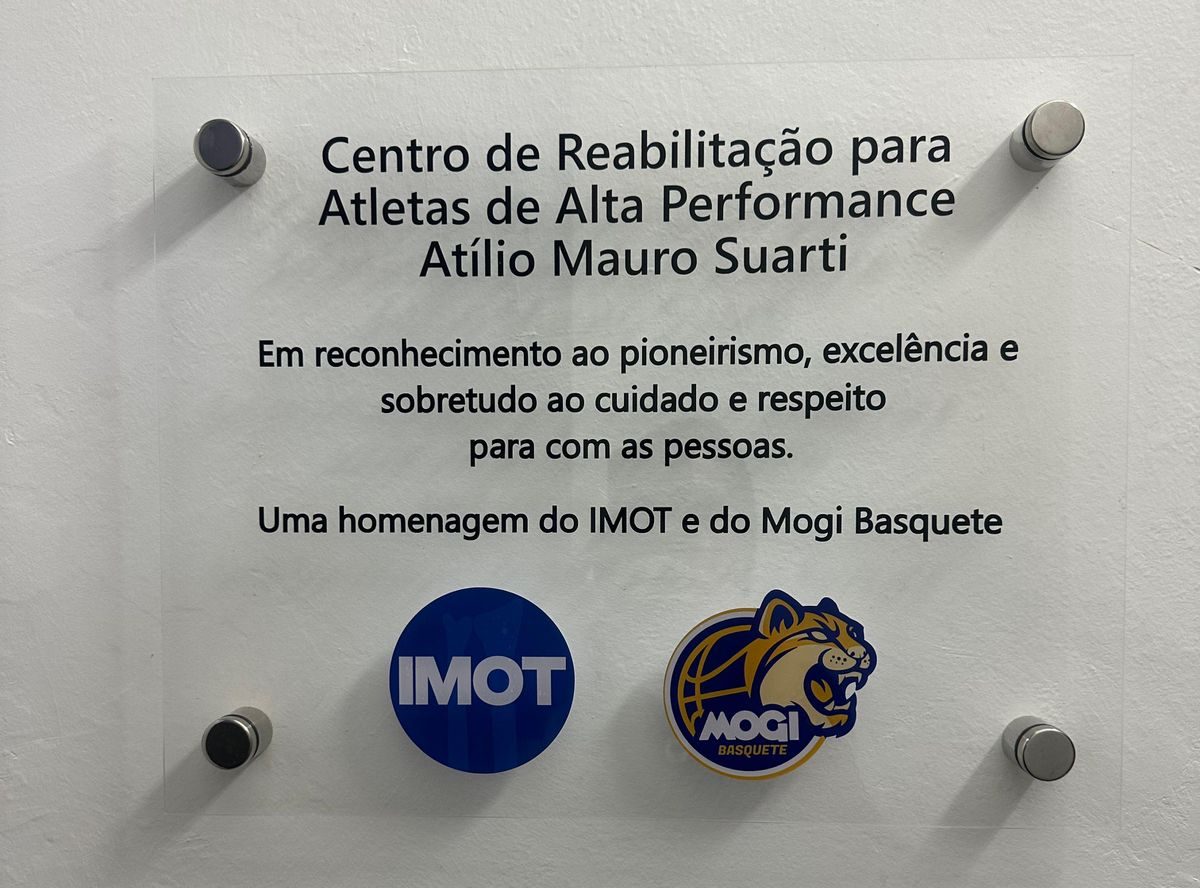 Centro de Reabilitação para
Atletas de Alta Performance
Atílio Mauro Suarti
Em reconhecimento ao pioneirismo, excelência e
sobretudo ao cuidado e respeito
para com as pessoas.
Uma homenagem do IMOT e do Mogi Basquete
IMOT
MOGI
BASQUETE